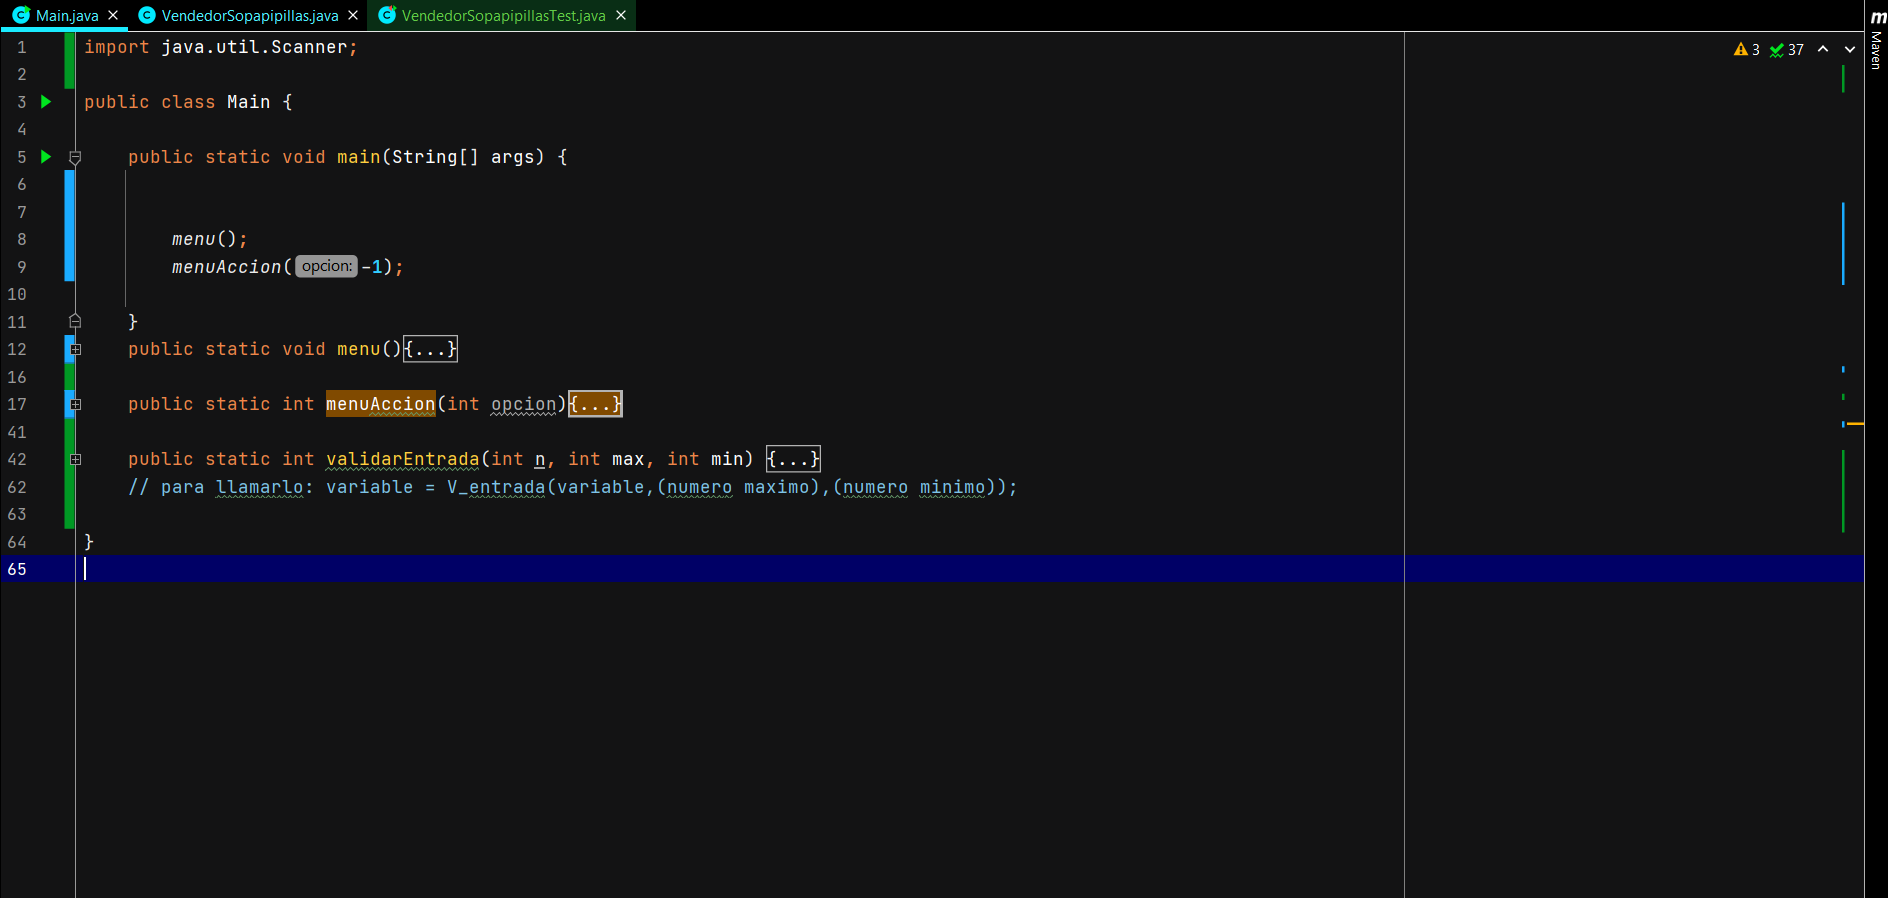 Main.java VendedorSopapipillas.java VendedorSopapipillasTest.java
m Maven
3 37
1 import java.util.Scanner;
2
3 public class Main {
4
5 public static void main(String[] args) {
6
7
8 menu();
9 menuAccion( opcion: -1);
10
11 }
12 public static void menu(){...}
16
17 public static int menuAccion(int opcion){...}
41
42 public static int validarEntrada(int n, int max, int min) {...}
62 // para llamarlo: variable = V_entrada(variable,(numero maximo),(numero minimo));
63
64 }
65